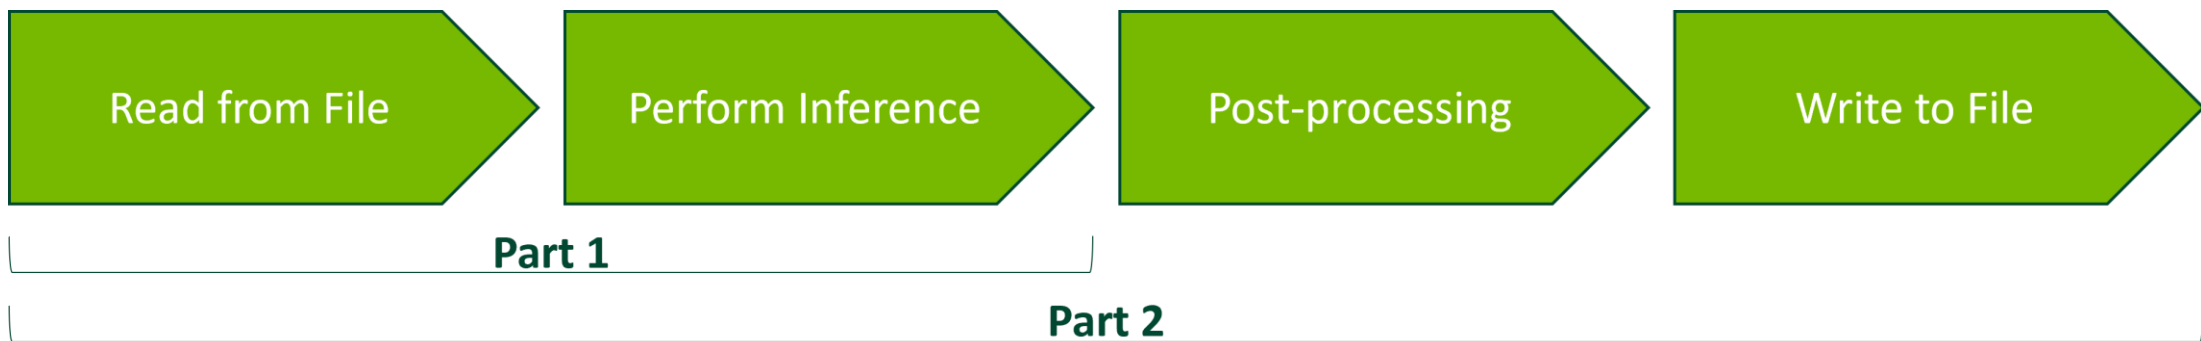 Read from File
Perform Inference
Post-processing
Write to File
Part 1
Part 2